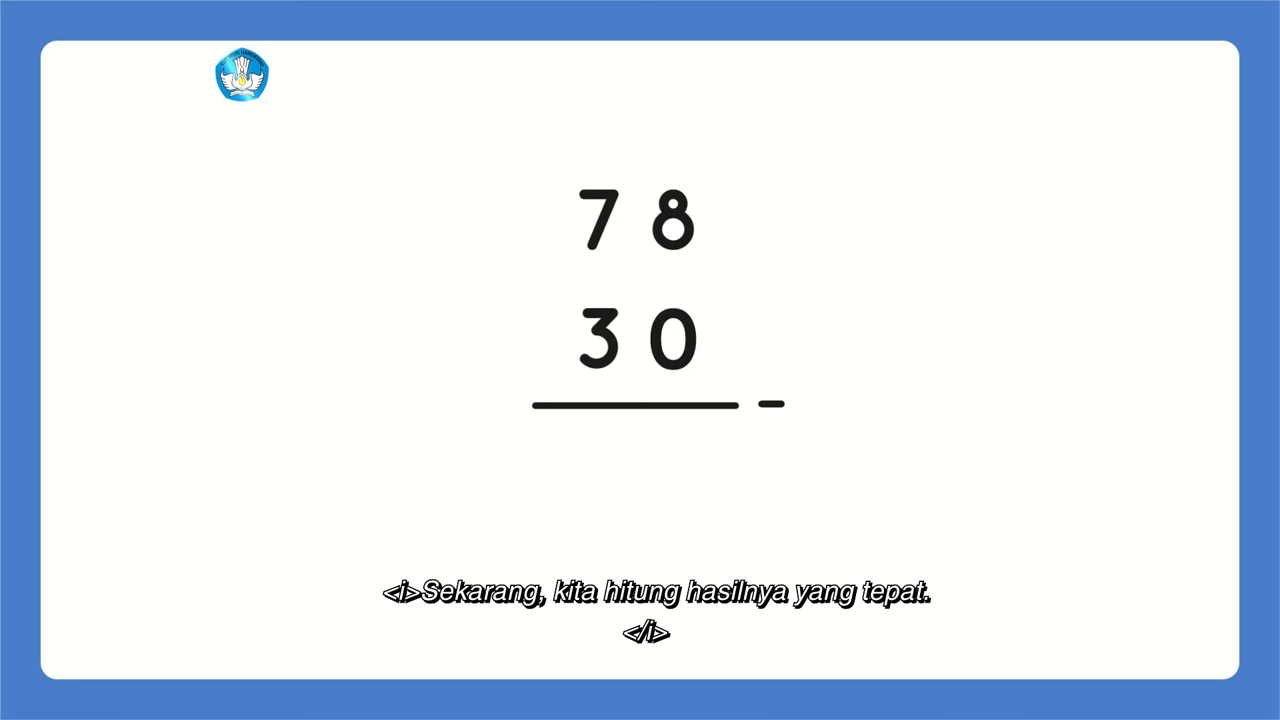 7 8
3 0
-
<i>Sekarang, kita hitung hasilnya yang tepat.
</i>